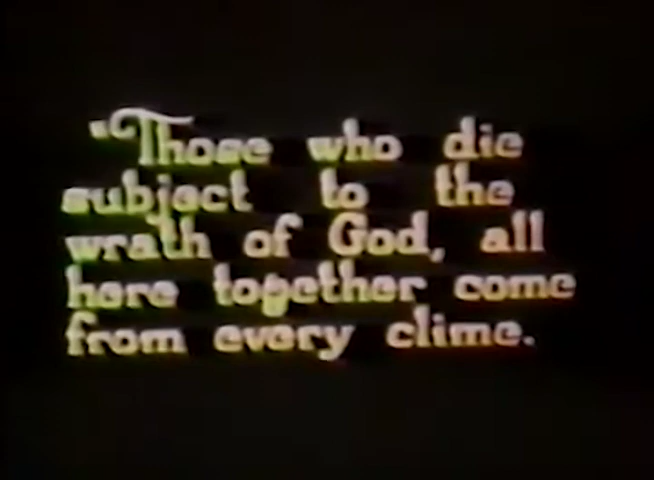 "Those who die
subject to the
wrath of God, all
here together come
from every clime.